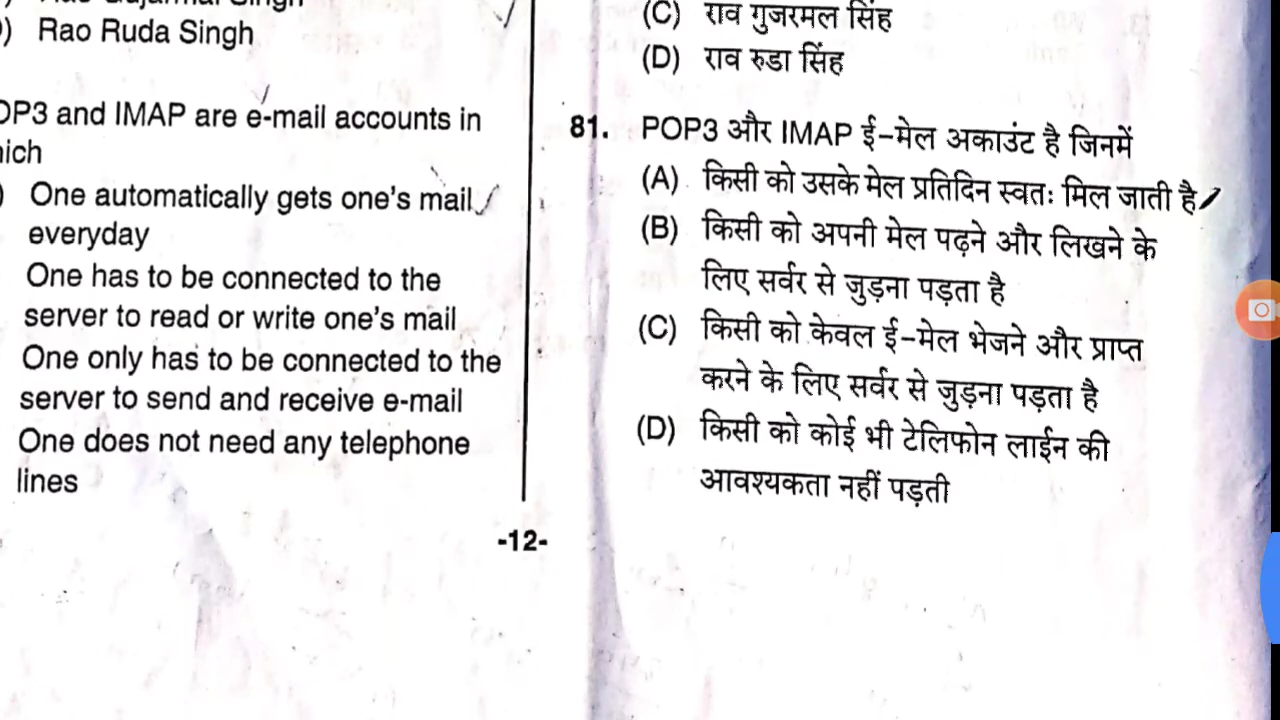 Rao Ruda Singh
OP3 and IMAP are e-mail accounts in
One automatically gets one's mail
everyday
One has to be connected to the
server to read or write one's mail
One only has to be connected to the
server to send and receive e-mail
One does not need any telephone
lines
-12-
(C) राव गुजरमल सिंह
(D) राव रुडा सिंह
81. POP3 और IMAP ई-मेल अकाउंट है जिनमें
(A) किसी को उसके मेल प्रतिदिन स्वतः मिल जाती है
(B) किसी को अपनी मेल पढ़ने और लिखने के
लिए सर्वर से जुड़ना पड़ता है
(C) किसी को केवल ई-मेल भेजने और प्राप्त
करने के लिए सर्वर से जुड़ना पड़ता है
(D) किसी को कोई भी टेलिफोन लाईन की
आवश्यकता नहीं पड़ती